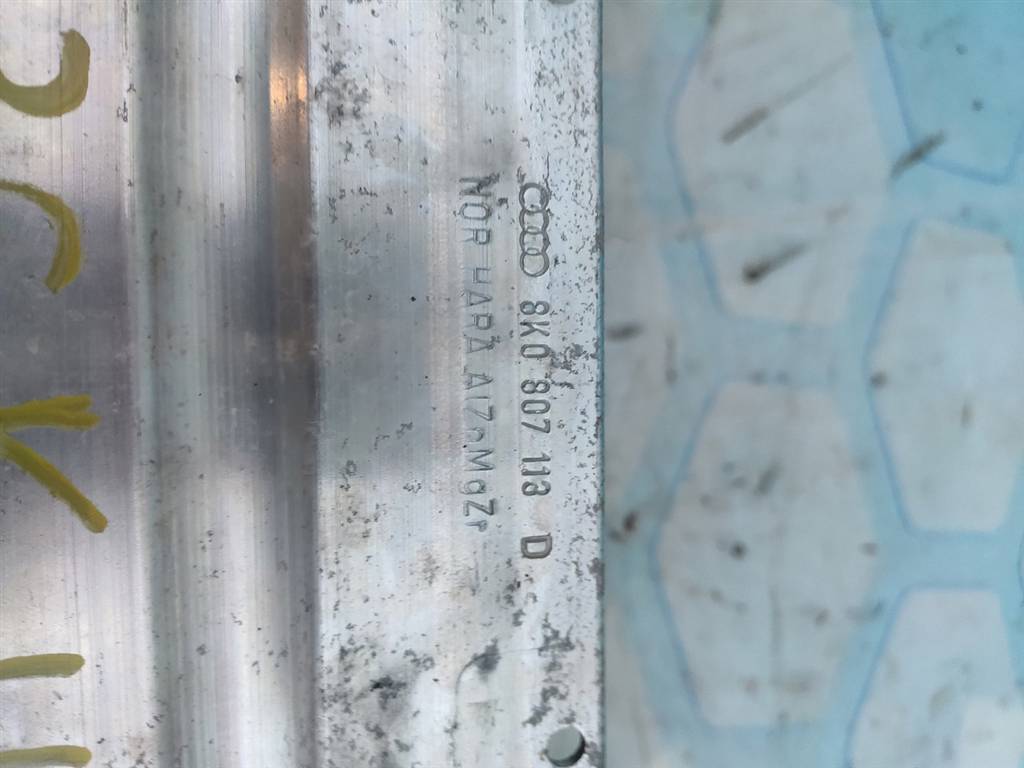 8K0 807 113 D
NOR HARA AlZnMgZr